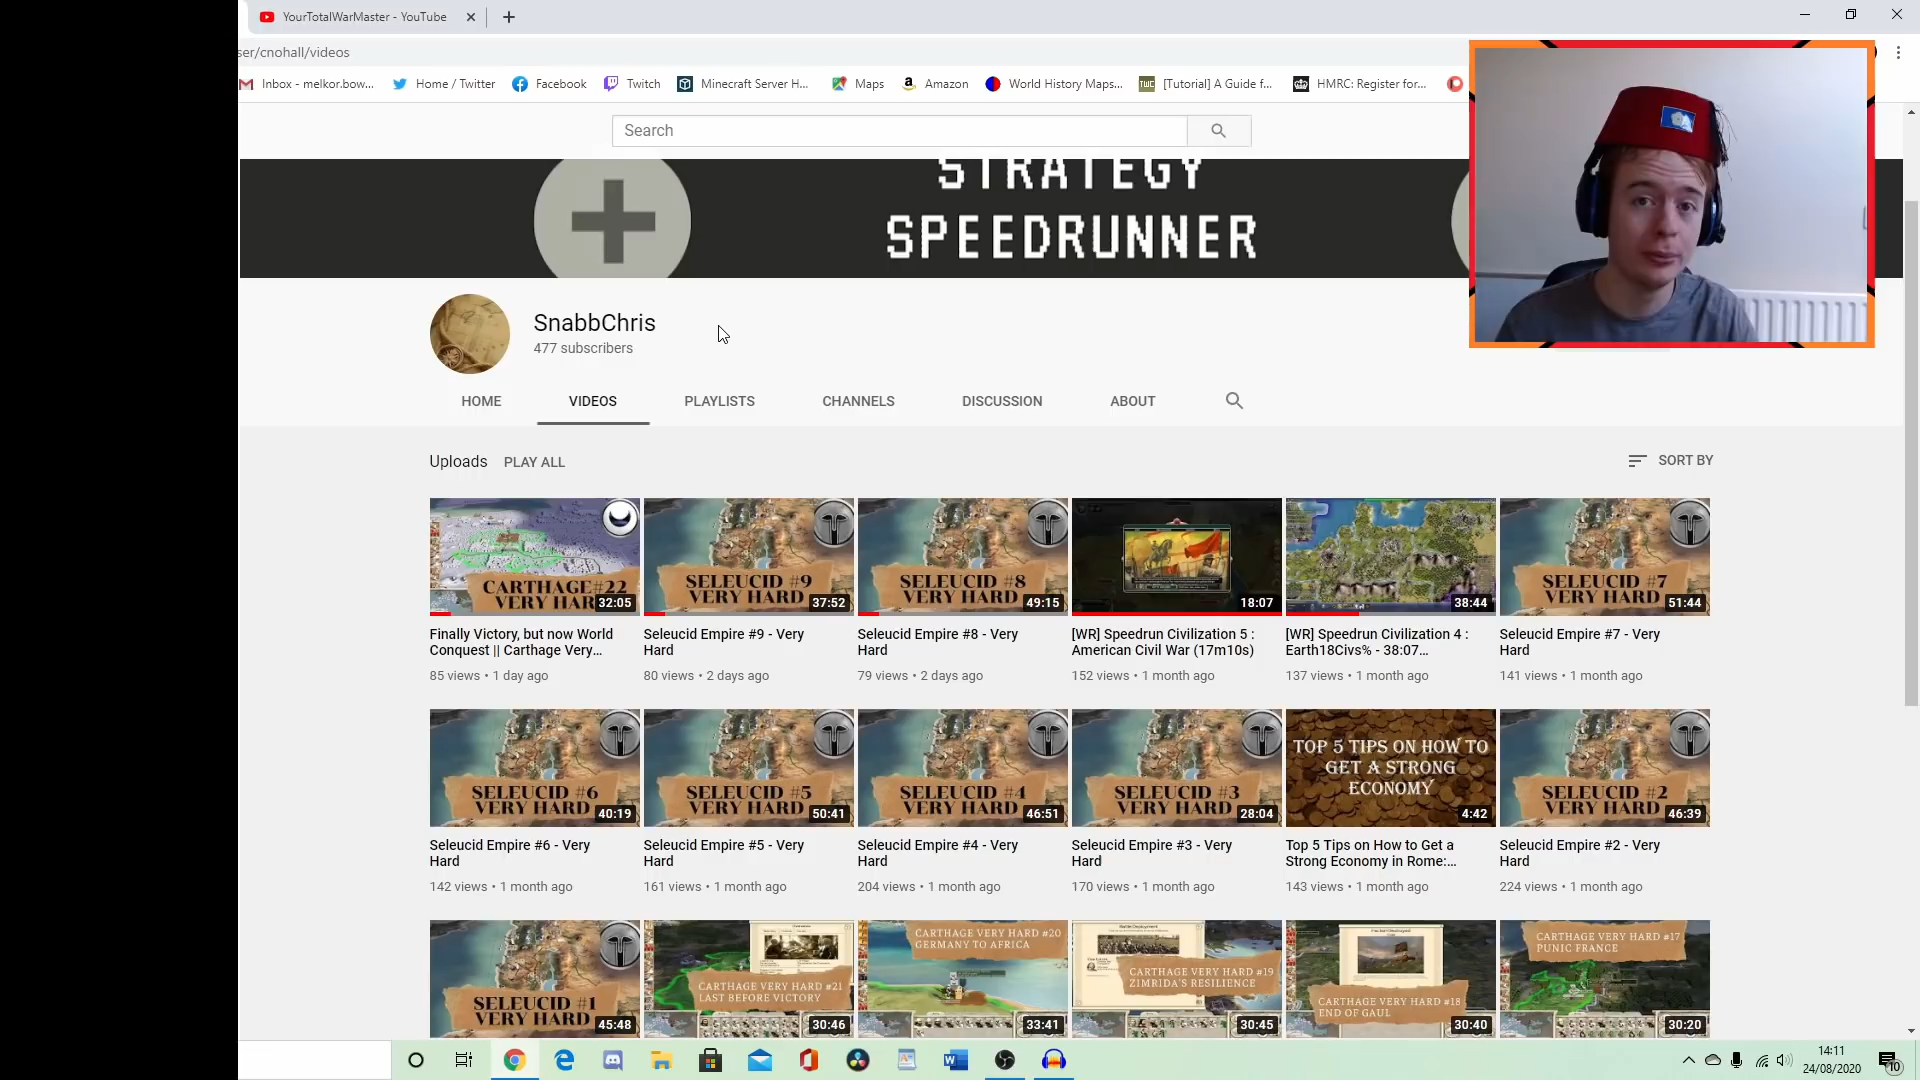 YourTotalWarMaster - YouTube
ser/cnohall/videos
Inbox - melkor.bow...
Home / Twitter
Facebook
Twitch
Minecraft Server H...
Maps
Amazon
World History Maps...
TWC
[Tutorial] A Guide f...
HMRC: Register for...
Search
STRATEGY
SPEEDRUNNER
SnabbChris
477 subscribers
HOME
VIDEOS
PLAYLISTS
CHANNELS
DISCUSSION
ABOUT
Uploads
PLAY ALL
SORT BY
CARTHAGE#22
VERY HAR
32:05
SELEUCID #9
VERY HARD
37:52
SELEUCID #8
VERY HARD
49:15
18:07
38:44
SELEUCID #7
VERY HARD
51:44
Finally Victory, but now World
Conquest || Carthage Very...
85 views • 1 day ago
Seleucid Empire #9 - Very
Hard
80 views • 2 days ago
Seleucid Empire #8 - Very
Hard
79 views • 2 days ago
[WR] Speedrun Civilization 5 :
American Civil War (17m10s)
152 views • 1 month ago
[WR] Speedrun Civilization 4 :
Earth18Civs% - 38:07...
137 views • 1 month ago
Seleucid Empire #7 - Very
Hard
141 views • 1 month ago
SELEUCID #6
VERY HARD
40:19
SELEUCID #5
VERY HARD
50:41
SELEUCID #4
VERY HARD
46:51
SELEUCID #3
VERY HARD
28:04
TOP 5 TIPS ON HOW TO
GET A STRONG
ECONOMY
4:42
SELEUCID #2
VERY HARD
46:39
Seleucid Empire #6 - Very
Hard
142 views • 1 month ago
Seleucid Empire #5 - Very
Hard
161 views • 1 month ago
Seleucid Empire #4 - Very
Hard
204 views • 1 month ago
Seleucid Empire #3 - Very
Hard
170 views • 1 month ago
Top 5 Tips on How to Get a
Strong Economy in Rome:...
143 views • 1 month ago
Seleucid Empire #2 - Very
Hard
224 views • 1 month ago
SELEUCID #1
VERY HARD
45:48
CARTHAGE VERY HARD #21
LAST BEFORE VICTORY
30:46
CARTHAGE VERY HARD #20
GERMANY TO AFRICA
33:41
CARTHAGE VERY HARD #19
ZIMRIDA'S RESILIENCE
30:45
CARTHAGE VERY HARD #18
END OF GAUL
30:40
CARTHAGE VERY HARD #17
PUNIC FRANCE
30:20
14:11
24/08/2020
10